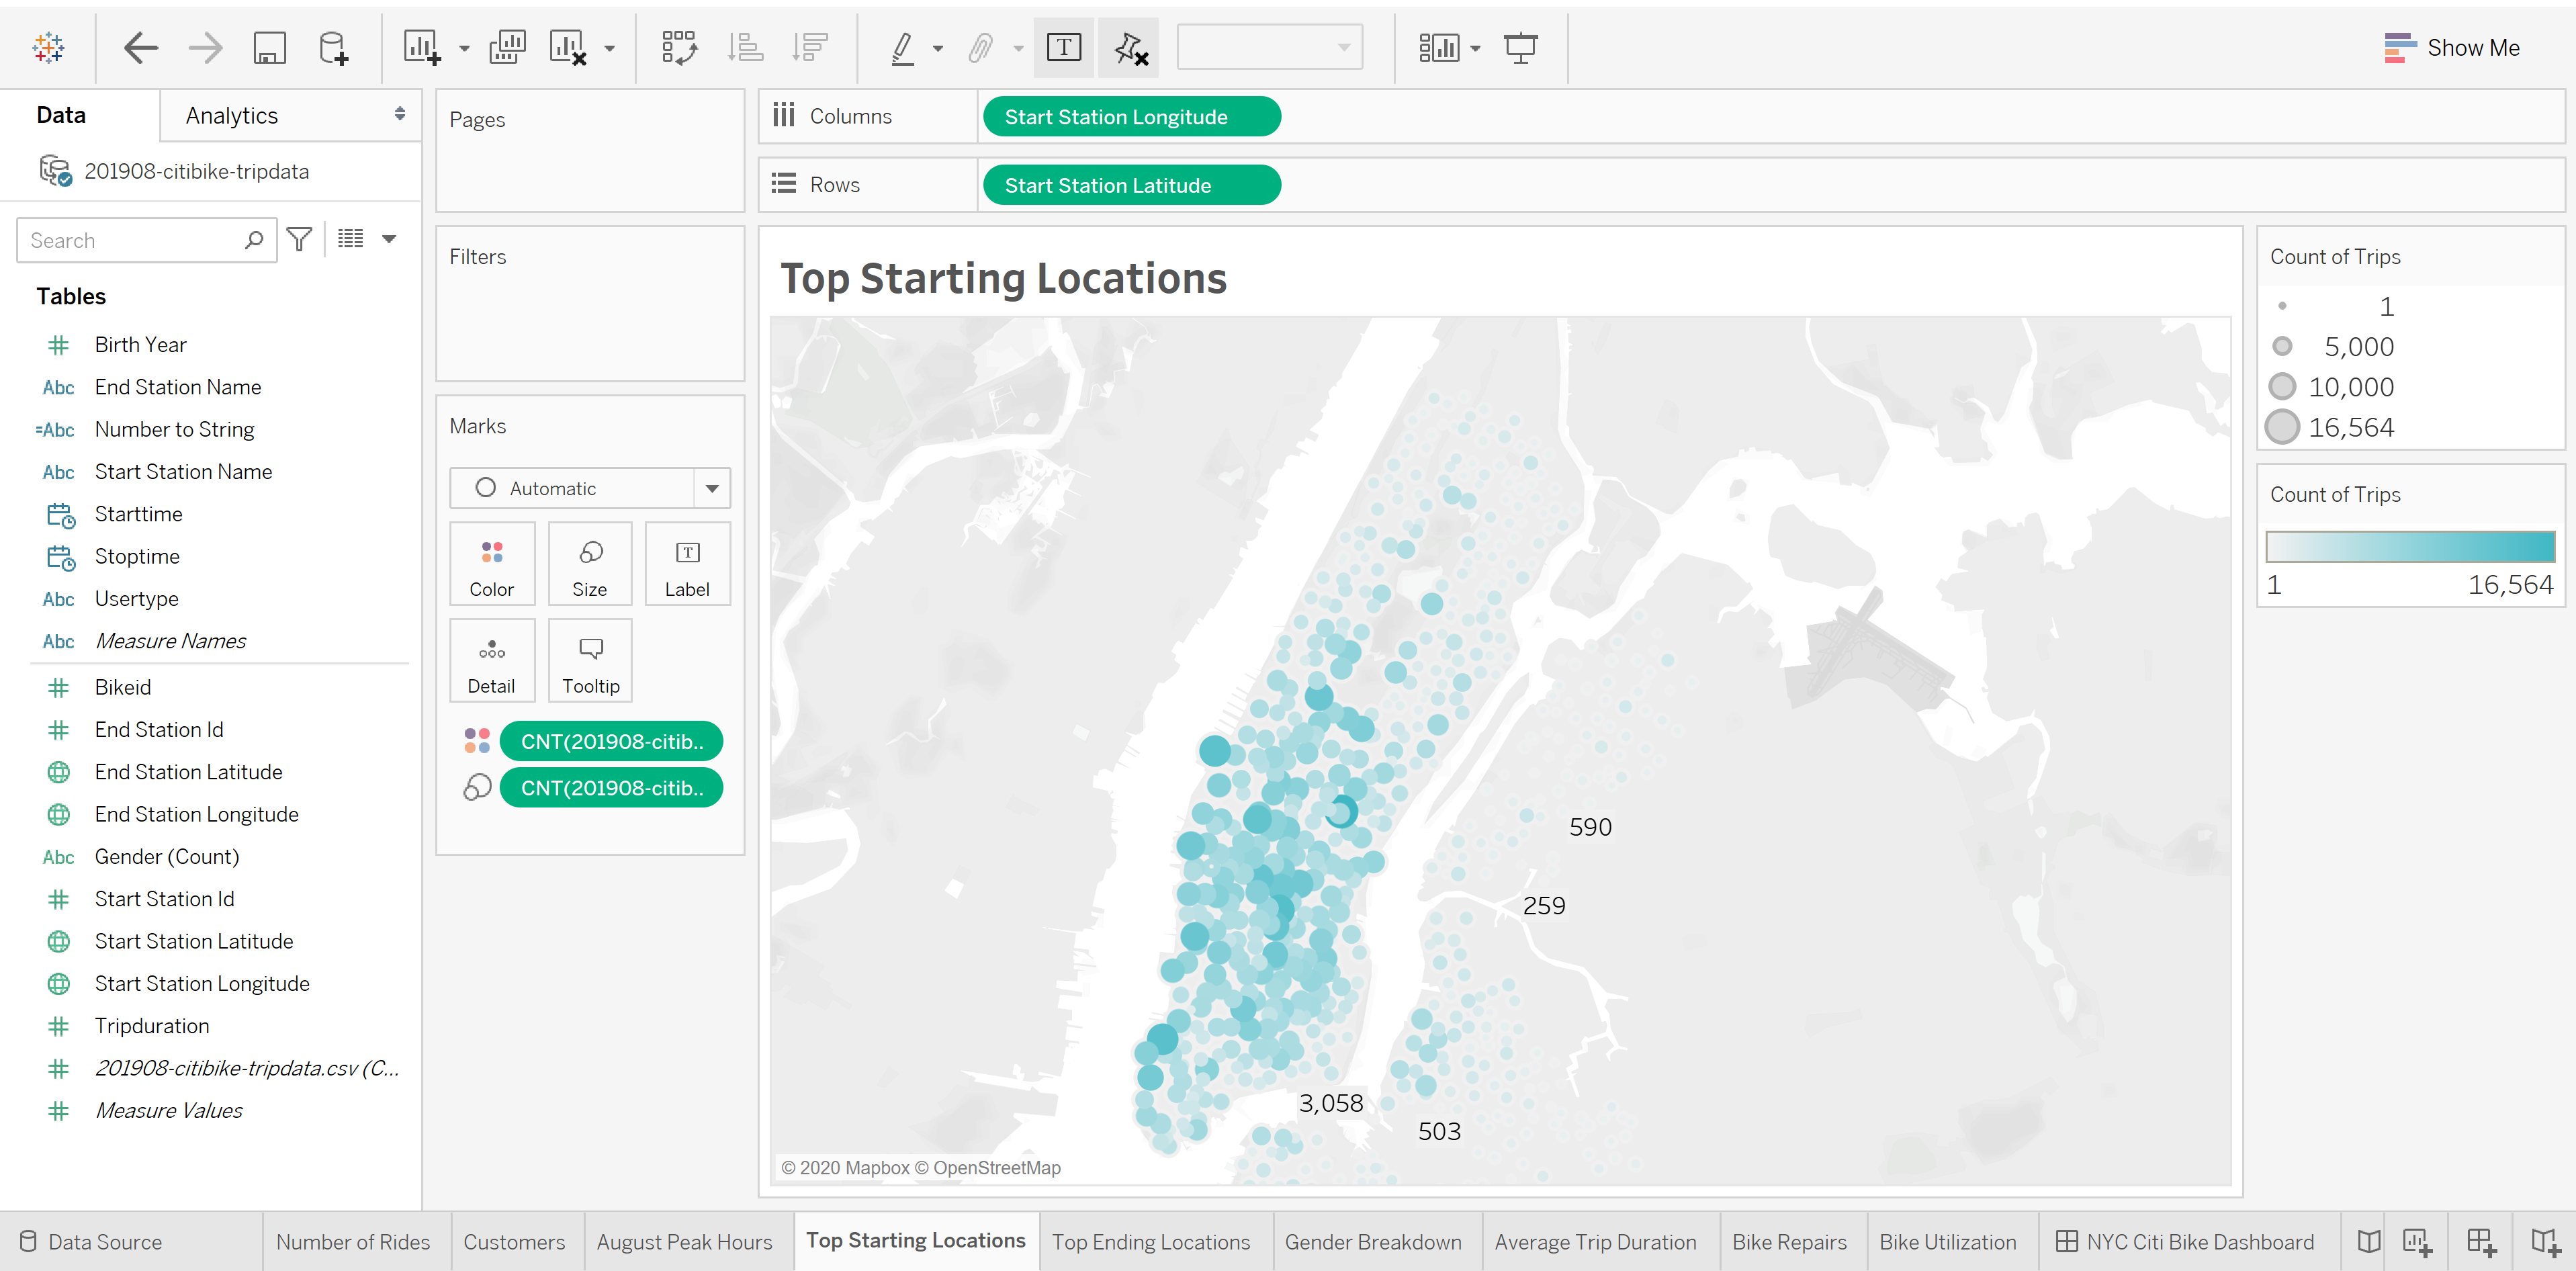 Show Me
Data
Analytics
201908-citibike-tripdata
Search
Tables
# Birth Year
Abc End Station Name
=Abc Number to String
Abc Start Station Name
Starttime
Stoptime
Abc Usertype
Abc Measure Names
# Bikeid
# End Station Id
End Station Latitude
End Station Longitude
Abc Gender (Count)
# Start Station Id
Start Station Latitude
Start Station Longitude
# Tripduration
# 201908-citibike-tripdata.csv (C...
# Measure Values
Pages
Filters
Marks
Automatic
Color
Size
T
Label
Detail
Tooltip
CNT(201908-citib..
CNT(201908-citib..
Columns
Start Station Longitude
Rows
Start Station Latitude
Top Starting Locations
590
259
3,058
503
© 2020 Mapbox © OpenStreetMap
Count of Trips
1
5,000
10,000
16,564
Count of Trips
1 16,564
Data Source
Number of Rides
Customers
August Peak Hours
Top Starting Locations
Top Ending Locations
Gender Breakdown
Average Trip Duration
Bike Repairs
Bike Utilization
NYC Citi Bike Dashboard